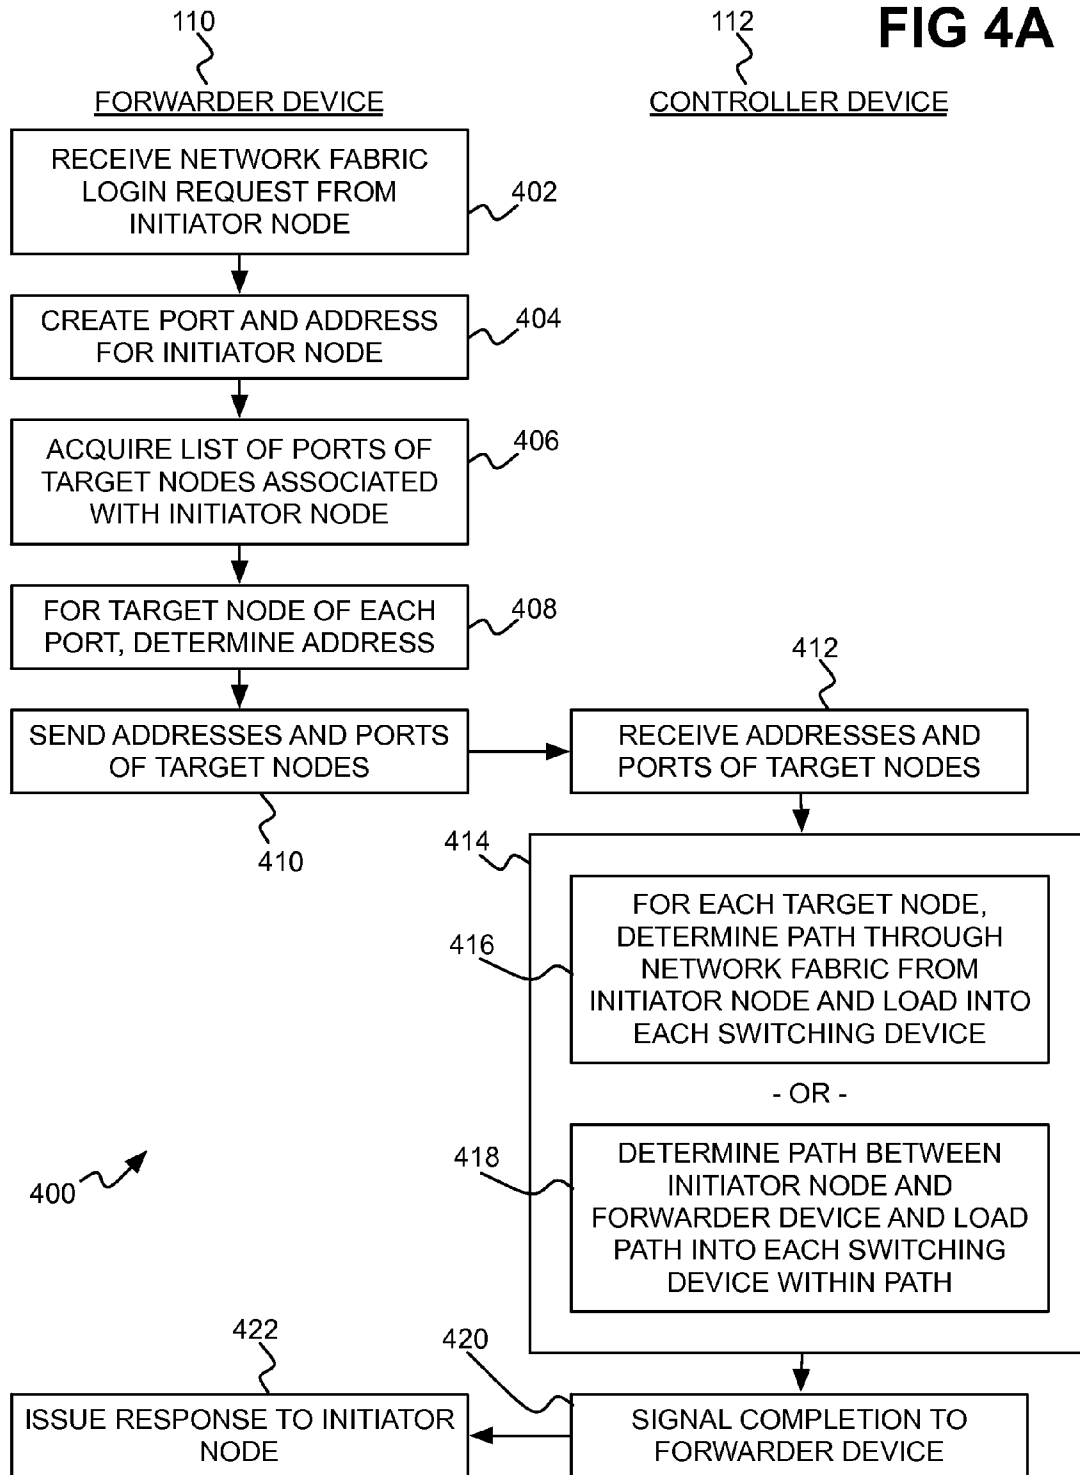 FIG 4A
110
112
FORWARDER DEVICE
CONTROLLER DEVICE
RECEIVE NETWORK FABRIC
LOGIN REQUEST FROM
INITIATOR NODE
402
CREATE PORT AND ADDRESS
FOR INITIATOR NODE
404
ACQUIRE LIST OF PORTS OF
TARGET NODES ASSOCIATED
WITH INITIATOR NODE
406
FOR TARGET NODE OF EACH
PORT, DETERMINE ADDRESS
408
SEND ADDRESSES AND PORTS
OF TARGET NODES
410
412
RECEIVE ADDRESSES AND
PORTS OF TARGET NODES
414
416
FOR EACH TARGET NODE,
DETERMINE PATH THROUGH
NETWORK FABRIC FROM
INITIATOR NODE AND LOAD INTO
EACH SWITCHING DEVICE
- OR -
418
DETERMINE PATH BETWEEN
INITIATOR NODE AND
FORWARDER DEVICE AND LOAD
PATH INTO EACH SWITCHING
DEVICE WITHIN PATH
400
420
SIGNAL COMPLETION TO
FORWARDER DEVICE
422
ISSUE RESPONSE TO INITIATOR
NODE